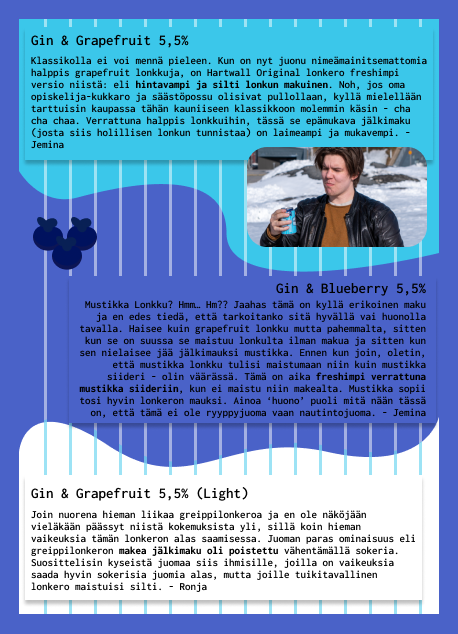 Gin & Grapefruit 5,5%
Klassikolla ei voi mennä pieleen. Kun on nyt juonu nimeämainitsemattomia
halppis grapefruit lonkkuja, on Hartwall Original lonkero freshimpi
versio niistä: eli hintavampi ja silti lonkun makuinen. Noh, jos oma
opiskelija-kukkaro ja säästöpossu olisivat pullollaan, kyllä mielellään
tarttuisin kaupassa tähän kauniiseen klassikkoon molemmin käsin - cha
cha chaa. Verrattuna halppis lonkkuihin, tässä se epämukava jälkimaku
(josta siis holillisen lonkun tunnistaa) on laimeampi ja mukavempi. -
Jemina
Gin & Blueberry 5,5%
Mustikka Lonkku? Hmm… Hm?? Jaahas tämä on kyllä erikoinen maku
ja en edes tiedä, että tarkoitanko sitä hyvällä vai huonolla
tavalla. Haisee kuin grapefruit lonkku mutta pahemmalta, sitten
kun se on suussa se maistuu lonkulta ilman makua ja sitten kun
sen nielaisee jää jälkimauksi mustikka. Ennen kun join, oletin,
että mustikka lonkku tulisi maistumaan niin kuin mustikka
siideri - olin väärässä. Tämä on aika freshimpi verrattuna
mustikka siideriin, kun ei maistu niin makealta. Mustikka sopii
tosi hyvin lonkeron mauksi. Ainoa ‘huono’ puoli mitä nään tässä
on, että tämä ei ole ryyppyjuoma vaan nautintojuoma. - Jemina
Gin & Grapefruit 5,5% (Light)
Join nuorena hieman liikaa greippilonkeroa ja en ole näköjään
vieläkään päässyt niistä kokemuksista yli, sillä koin hieman
vaikeuksia tämän lonkeron alas saamisessa. Juoman paras ominaisuus eli
greippilonkeron makea jälkimaku oli poistettu vähentämällä sokeria.
Suosittelisin kyseistä juomaa siis ihmisille, joilla on vaikeuksia
saada hyvin sokerisia juomia alas, mutta joille tuikitavallinen
lonkero maistuisi silti. - Ronja